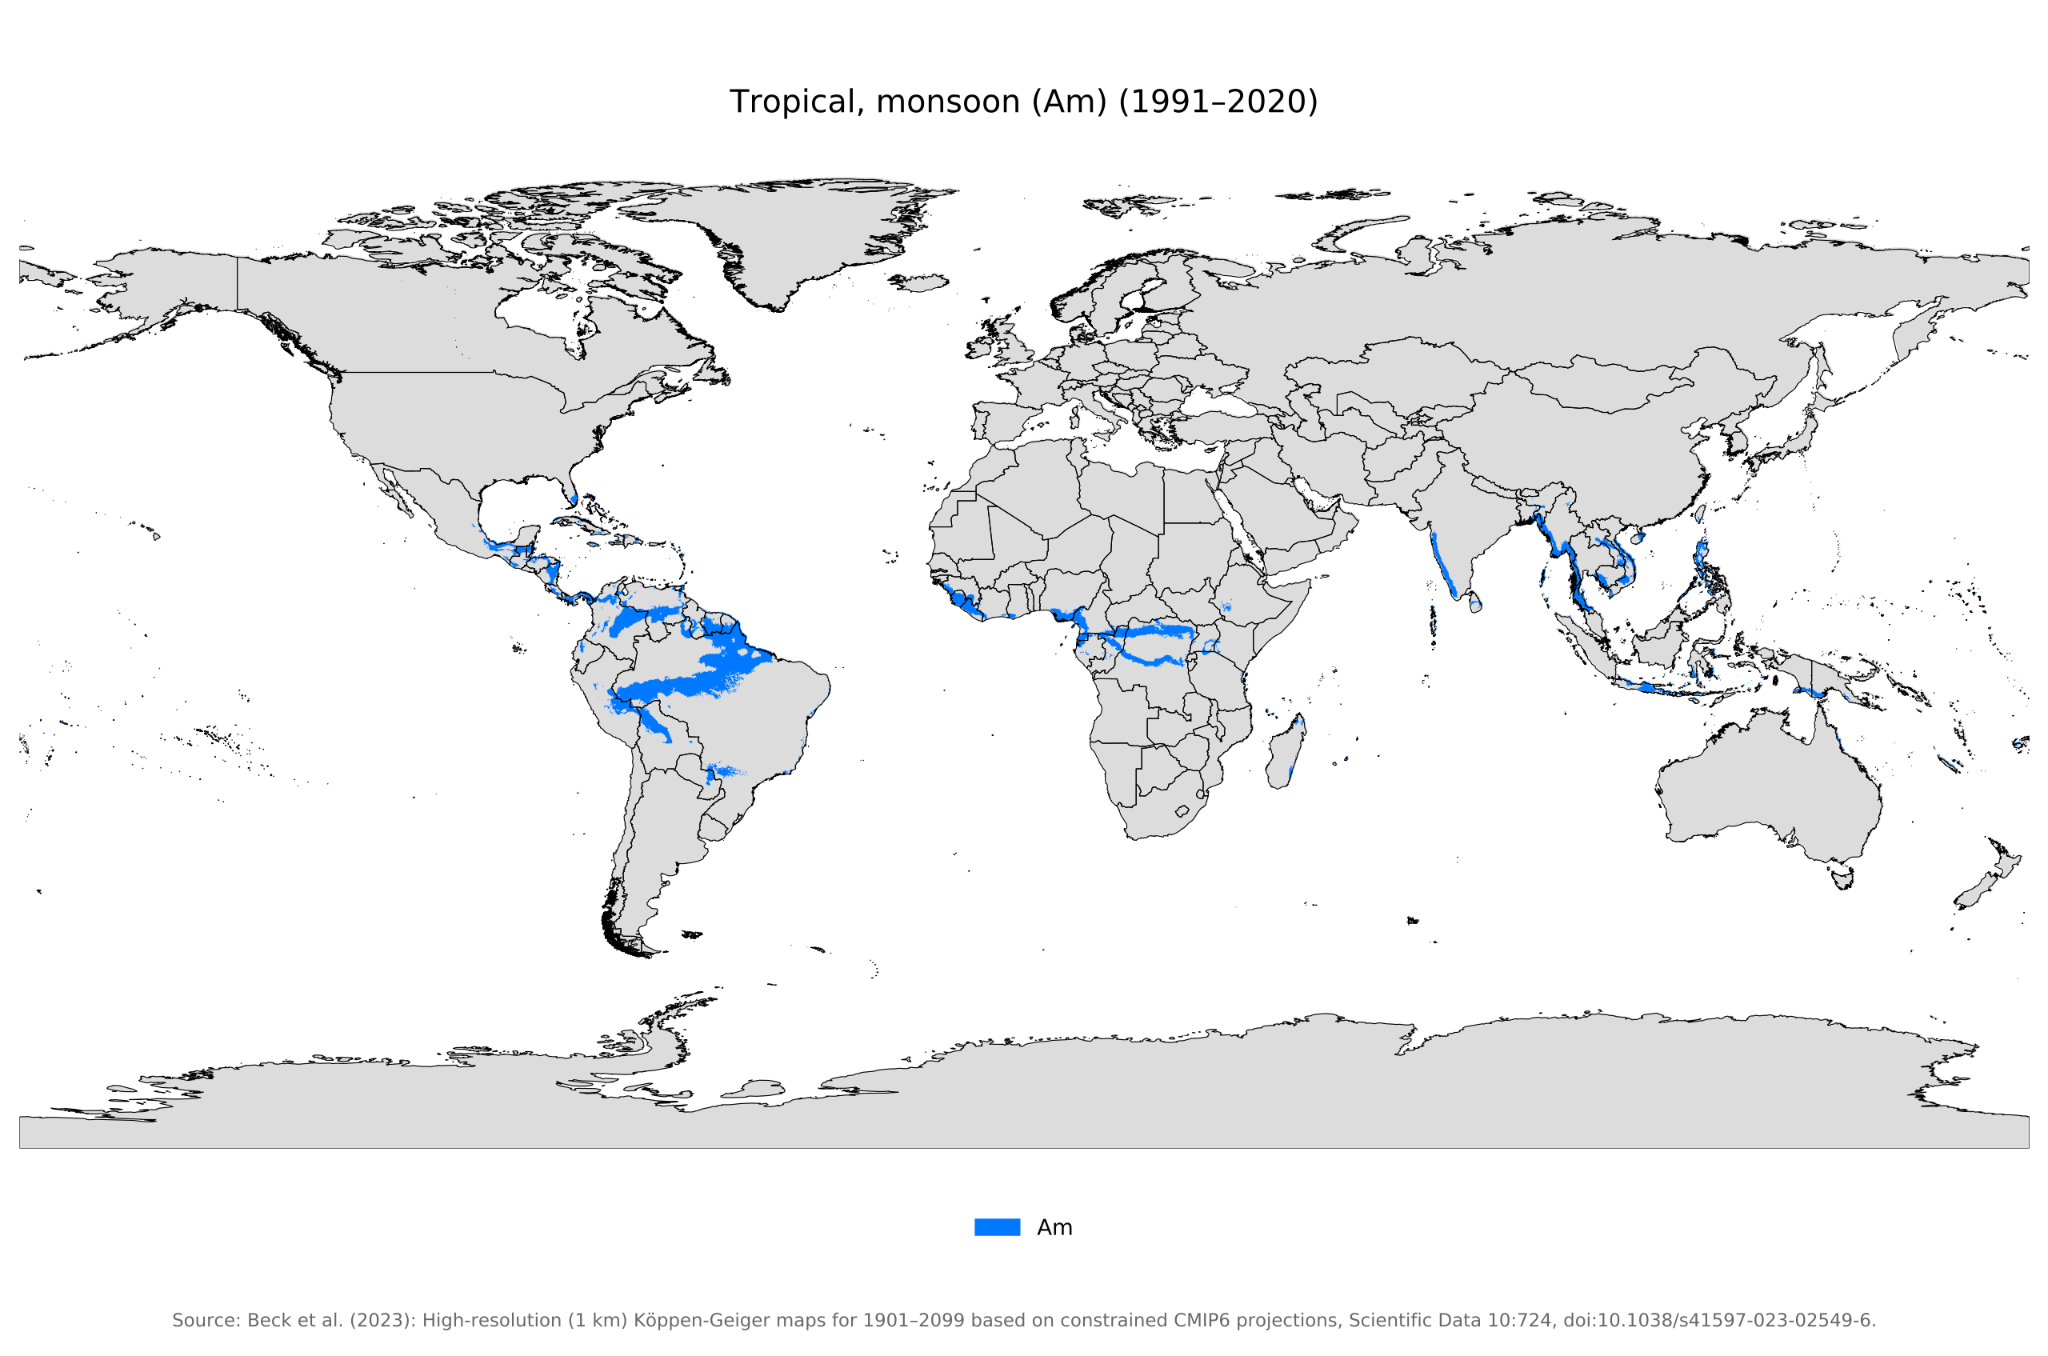 Tropical, monsoon (Am) (1991–2020)
Am
Source: Beck et al. (2023): High-resolution (1 km) Köppen-Geiger maps for 1901–2099 based on constrained CMIP6 projections, Scientific Data 10:724, doi:10.1038/s41597-023-02549-6.